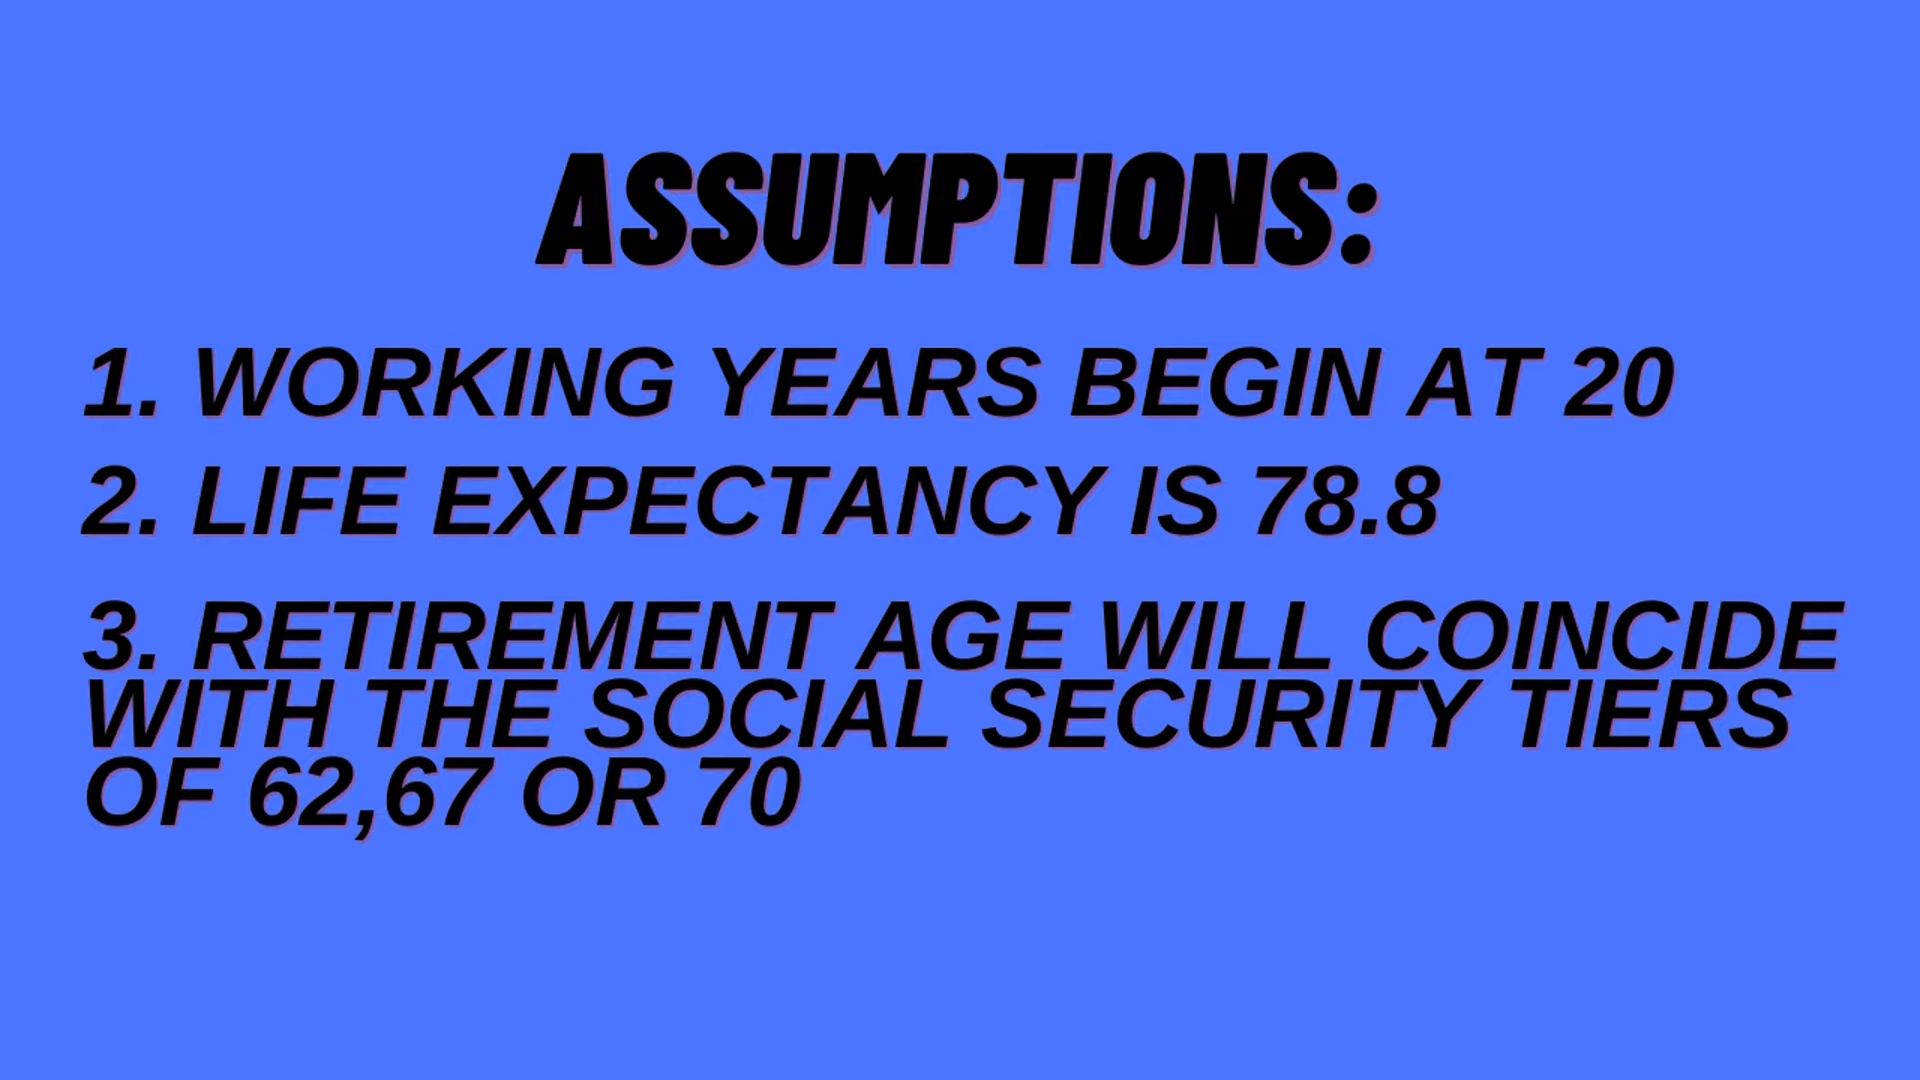 ASSUMPTIONS:
1. WORKING YEARS BEGIN AT 20
2. LIFE EXPECTANCY IS 78.8
3. RETIREMENT AGE WILL COINCIDE
WITH THE SOCIAL SECURITY TIERS
OF 62,67 OR 70